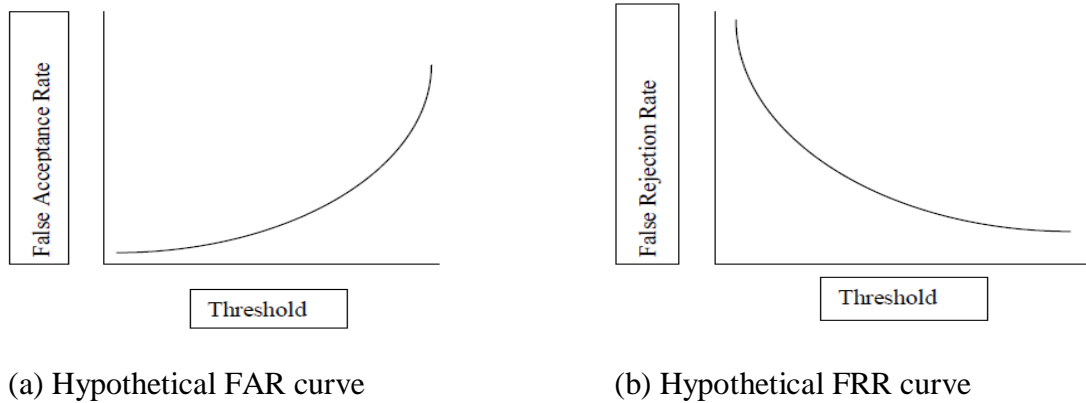 False Acceptance Rate
Threshold
(a) Hypothetical FAR curve
False Rejection Rate
Threshold
(b) Hypothetical FRR curve